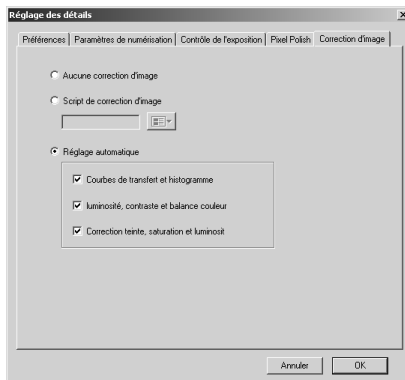 Réglage des détails
Préférences Paramètres de numérisation Contrôle de l'exposition Pixel Polish Correction d'image
Aucune correction d'image
Script de correction d'image
Réglage automatique
Courbes de transfert et histogramme
luminosité, contraste et balance couleur
Correction teinte, saturation et luminosit
Annuler OK